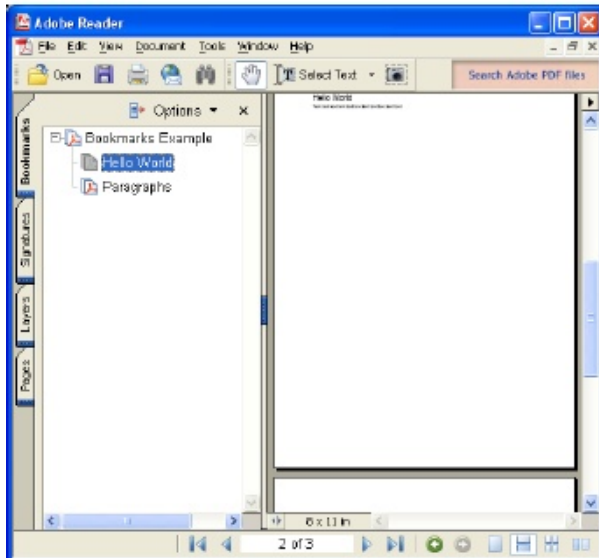 Adobe Reader
File Edit View Document Tools Window Help
Open Select Text Search Adobe PDF files
Options
Bookmarks
Signatures
Layers
Pages
Bookmarks Example
Hello World
Paragraphs
Hello World
8 x 11 in
2 of 3